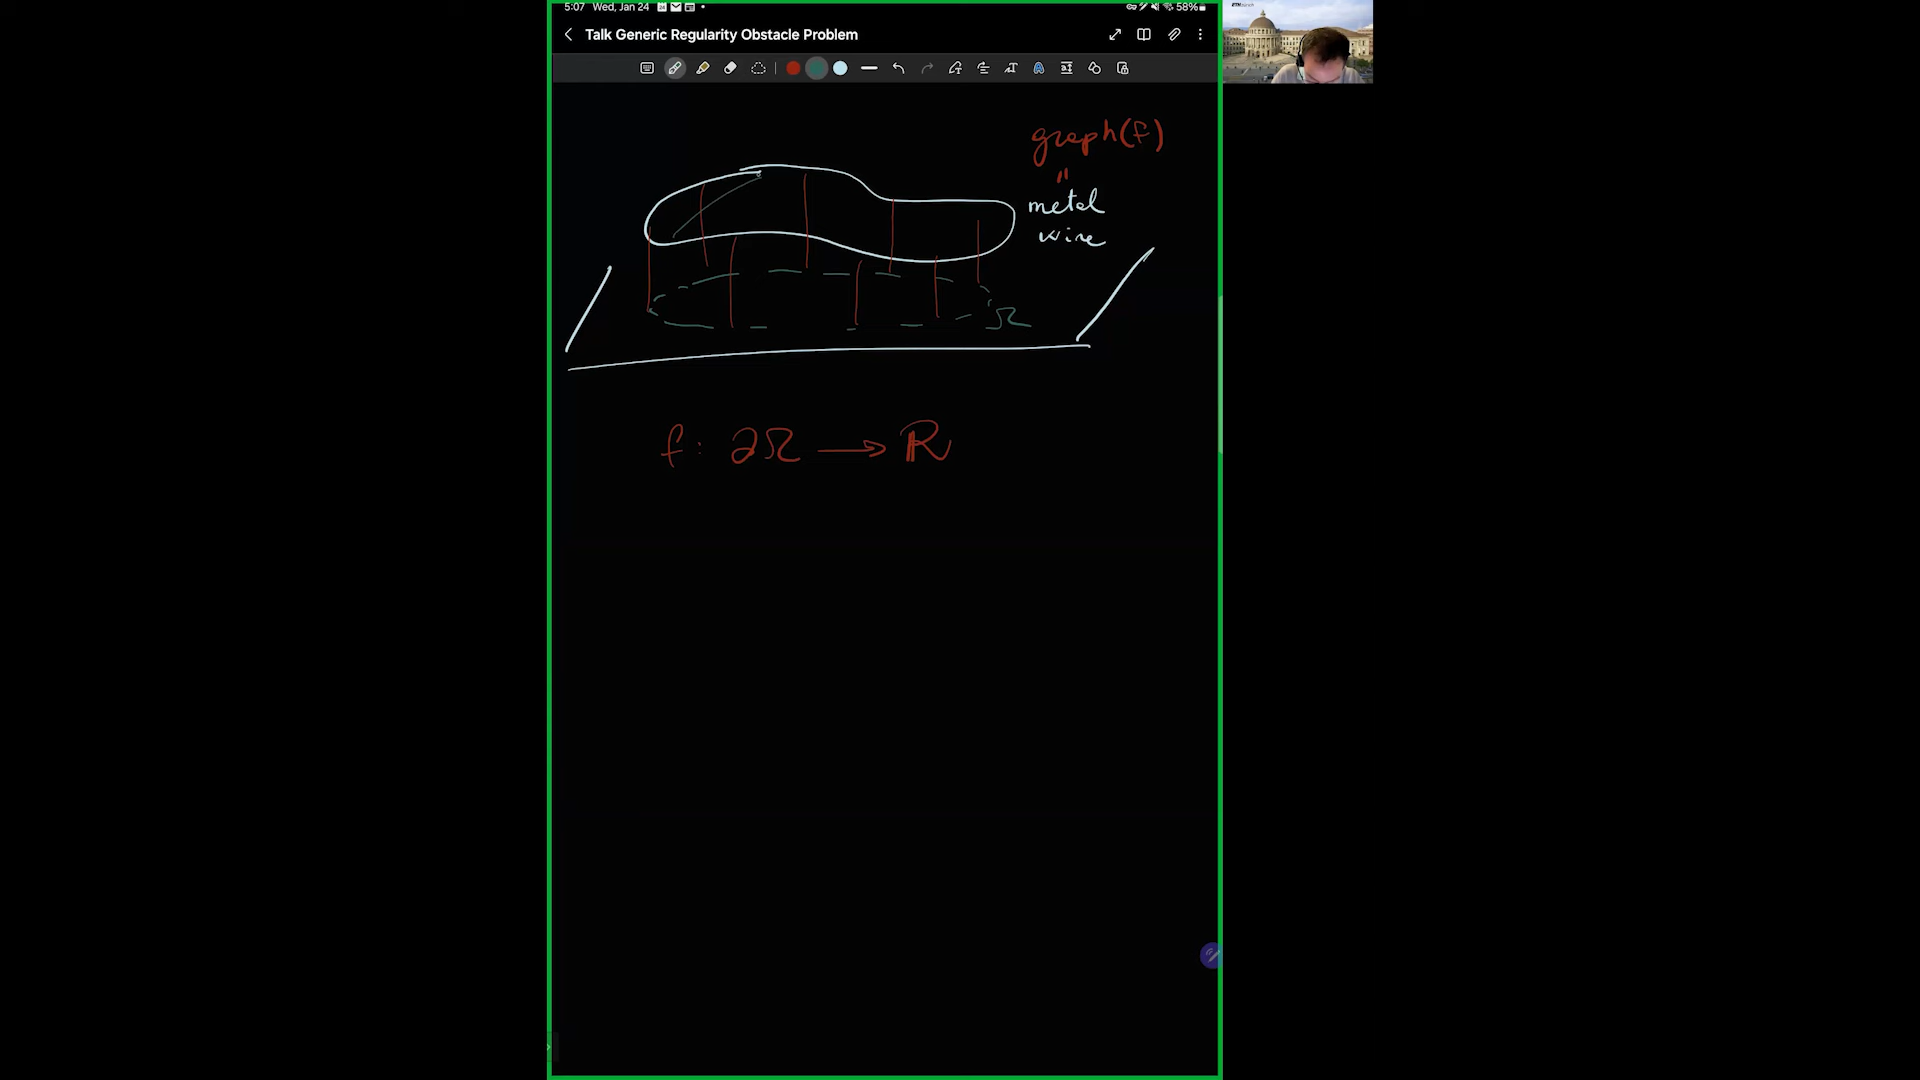 5:07 Wed, Jan 24 58%
Talk Generic Regularity Obstacle Problem
graph(f)
"
metal
wire
Ω
f: ∂Ω ⟶ ℝ